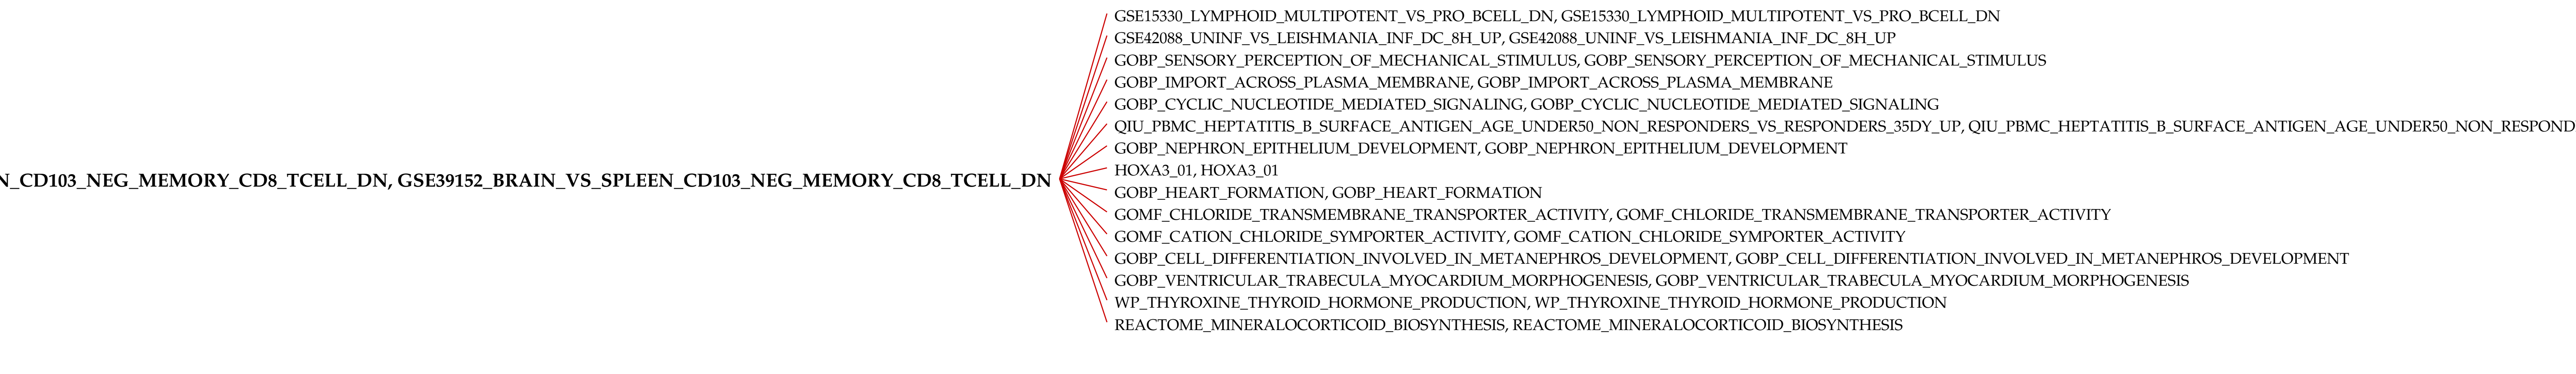 GSE15330_LYMPHOID_MULTIPOTENT_VS_PRO_BCELL_DN, GSE15330_LYMPHOID_MULTIPOTENT_VS_PRO_BCELL_DN
GSE42088_UNINF_VS_LEISHMANIA_INF_DC_8H_UP, GSE42088_UNINF_VS_LEISHMANIA_INF_DC_8H_UP
GOBP_SENSORY_PERCEPTION_OF_MECHANICAL_STIMULUS, GOBP_SENSORY_PERCEPTION_OF_MECHANICAL_STIMULUS
GOBP_IMPORT_ACROSS_PLASMA_MEMBRANE, GOBP_IMPORT_ACROSS_PLASMA_MEMBRANE
GOBP_CYCLIC_NUCLEOTIDE_MEDIATED_SIGNALING, GOBP_CYCLIC_NUCLEOTIDE_MEDIATED_SIGNALING
QIU_PBMC_HEPTATITIS_B_SURFACE_ANTIGEN_AGE_UNDER50_NON_RESPONDERS_VS_RESPONDERS_35DY_UP, QIU_PBMC_HEPTATITIS_B_SURFACE_ANTIGEN_AGE_UNDER50_NON_RESPOND
GOBP_NEPHRON_EPITHELIUM_DEVELOPMENT, GOBP_NEPHRON_EPITHELIUM_DEVELOPMENT
HOXA3_01, HOXA3_01
N_CD103_NEG_MEMORY_CD8_TCELL_DN, GSE39152_BRAIN_VS_SPLEEN_CD103_NEG_MEMORY_CD8_TCELL_DN
GOBP_HEART_FORMATION, GOBP_HEART_FORMATION
GOMF_CHLORIDE_TRANSMEMBRANE_TRANSPORTER_ACTIVITY, GOMF_CHLORIDE_TRANSMEMBRANE_TRANSPORTER_ACTIVITY
GOMF_CATION_CHLORIDE_SYMPORTER_ACTIVITY, GOMF_CATION_CHLORIDE_SYMPORTER_ACTIVITY
GOBP_CELL_DIFFERENTIATION_INVOLVED_IN_METANEPHROS_DEVELOPMENT, GOBP_CELL_DIFFERENTIATION_INVOLVED_IN_METANEPHROS_DEVELOPMENT
GOBP_VENTRICULAR_TRABECULA_MYOCARDIUM_MORPHOGENESIS, GOBP_VENTRICULAR_TRABECULA_MYOCARDIUM_MORPHOGENESIS
WP_THYROXINE_THYROID_HORMONE_PRODUCTION, WP_THYROXINE_THYROID_HORMONE_PRODUCTION
REACTOME_MINERALOCORTICOID_BIOSYNTHESIS, REACTOME_MINERALOCORTICOID_BIOSYNTHESIS